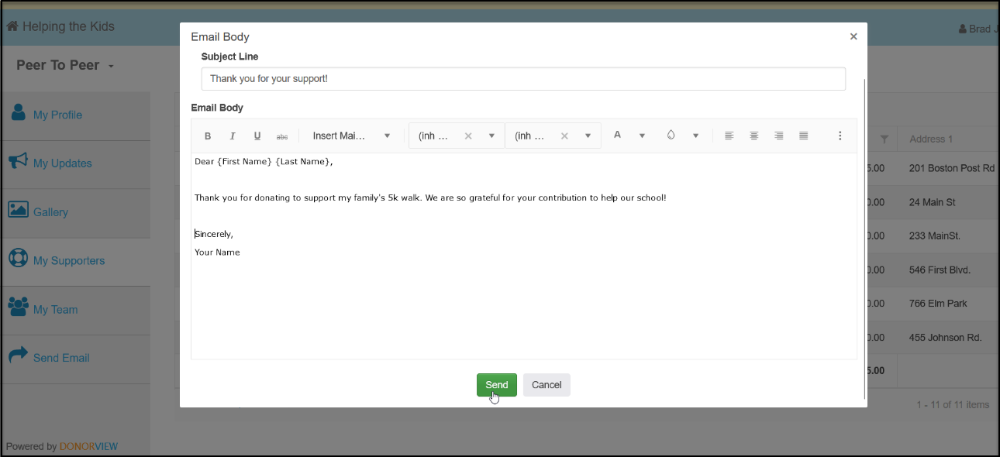 Helping the Kids
Brad J
Peer To Peer
My Profile
My Updates
Gallery
My Supporters
My Team
Send Email
Powered by DONORVIEW
Email Body
×
Subject Line
Thank you for your support!
Email Body
B I U abc Insert Mai... (inh ... × (inh ... × A
Dear {First Name} {Last Name},
Thank you for donating to support my family's 5k walk. We are so grateful for your contribution to help our school!
Sincerely,
Your Name
Send Cancel
Address 1
5.00 201 Boston Post Rd
0.00 24 Main St
0.00 233 MainSt.
0.00 546 First Blvd.
0.00 766 Elm Park
0.00 455 Johnson Rd.
5.00
1 - 11 of 11 items